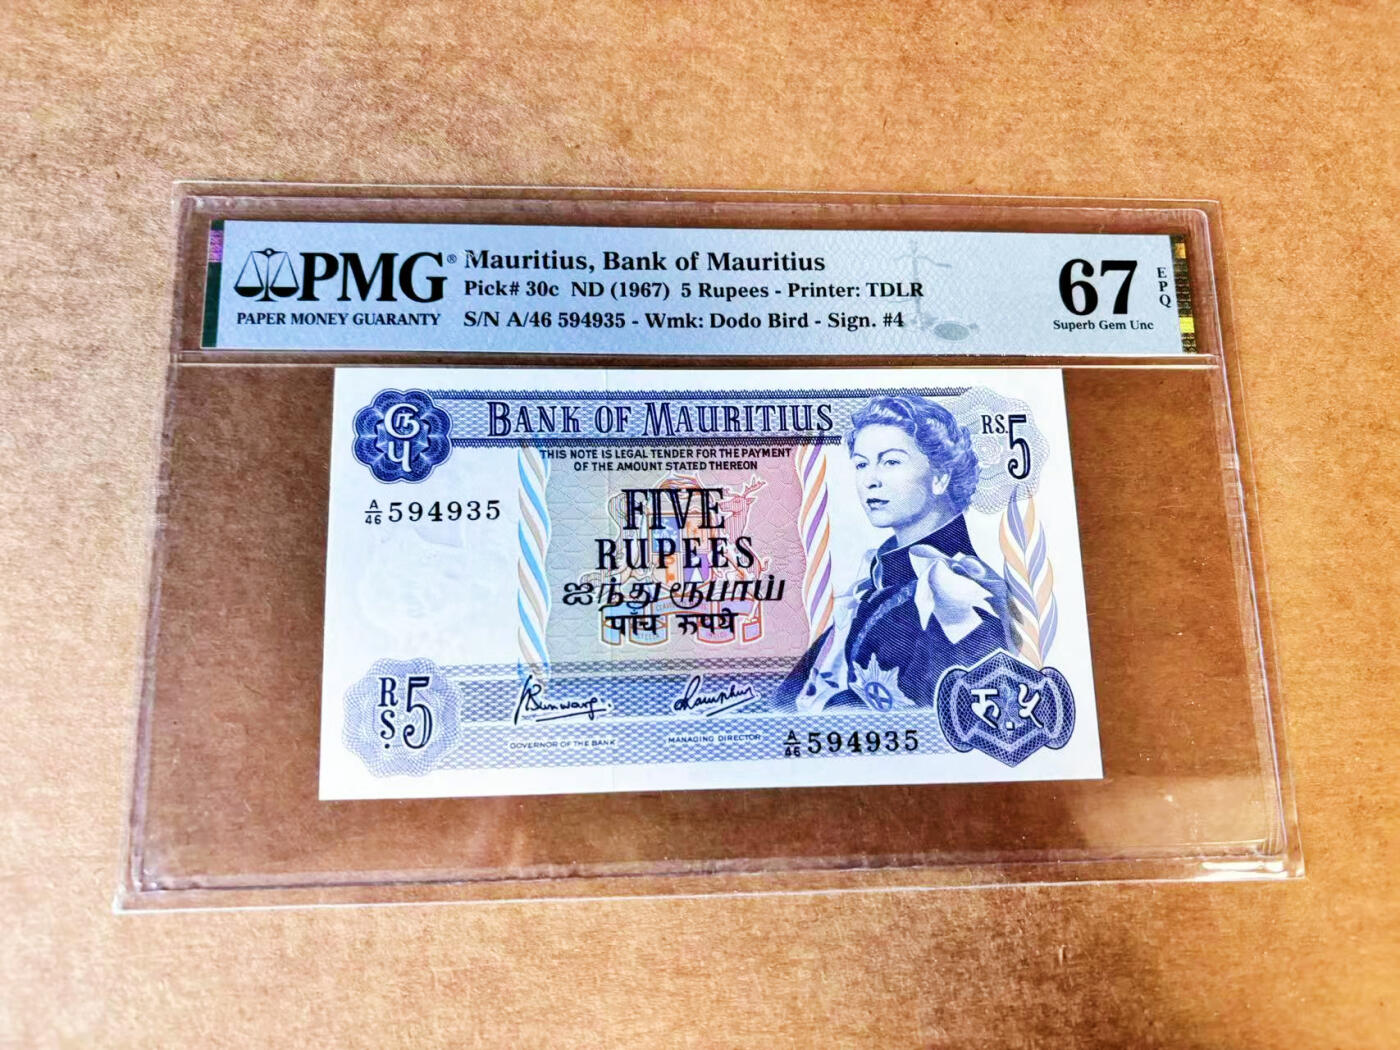 PMG®
PAPER MONEY GUARANTY
Mauritius, Bank of Mauritius
Pick# 30c ND (1967) 5 Rupees - Printer: TDLR
S/N A/46 594935 - Wmk: Dodo Bird - Sign. #4
67
EPQ
Superb Gem Unc
BANK OF MAURITIUS
RS.5
THIS NOTE IS LEGAL TENDER FOR THE PAYMENT
OF THE AMOUNT STATED THEREON
A/46 594935
FIVE
RUPEES
ஐந்து ரூபாய்
पाँच रूपये
RS.5
GOVERNOR OF THE BANK
MANAGING DIRECTOR
A/46 594935
रू.५